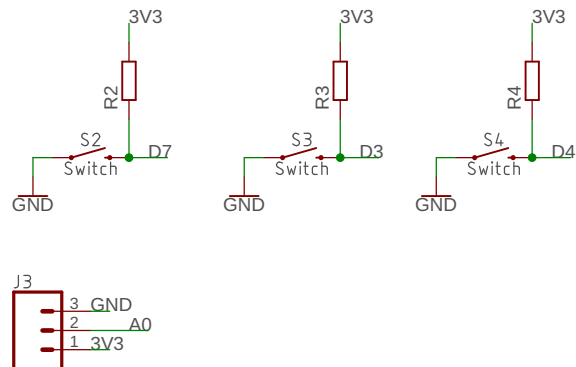 3V3 3V3 3V3
R2 R3 R4
S2 D7 S3 D3 S4 D4
Switch Switch Switch
GND GND GND
J3
3 GND
2 A0
1 3V3